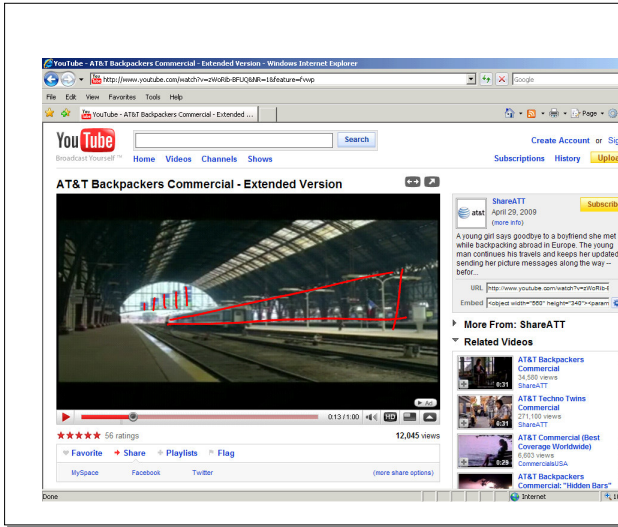 YouTube - AT&T Backpackers Commercial - Extended Version - Windows Internet Explorer
http://www.youtube.com/watch?v=zWoRib-BFUQ&NR=1&feature=fvwp
Google
File Edit View Favorites Tools Help
YouTube - AT&T Backpackers Commercial - Extended ...
Page
You Tube
Broadcast Yourself ™
Search
Create Account or Sig
Home Videos Channels Shows
Subscriptions History Uploa
AT&T Backpackers Commercial - Extended Version
at&t
ShareATT
April 29, 2009
(more info)
Subscrib
A young girl says goodbye to a boyfriend she met
while backpacking abroad in Europe. The young
man continues his travels and keeps her updated
sending her picture messages along the way --
befor...
URL http://www.youtube.com/watch?v=zWoRib-B
Embed <object width="560" height="340"><param
More From: ShareATT
Related Videos
AT&T Backpackers
Commercial
34,580 views
ShareATT
0:31
AT&T Techno Twins
Commercial
271,100 views
ShareATT
0:31
AT&T Commercial (Best
Coverage Worldwide)
6,603 views
CommercialsUSA
0:29
AT&T Backpackers
Commercial: "Hidden Bars"
Ad
0:13 / 1:00 HD
56 ratings
12,045 views
Favorite Share Playlists Flag
MySpace Facebook Twitter (more share options)
Done
Internet